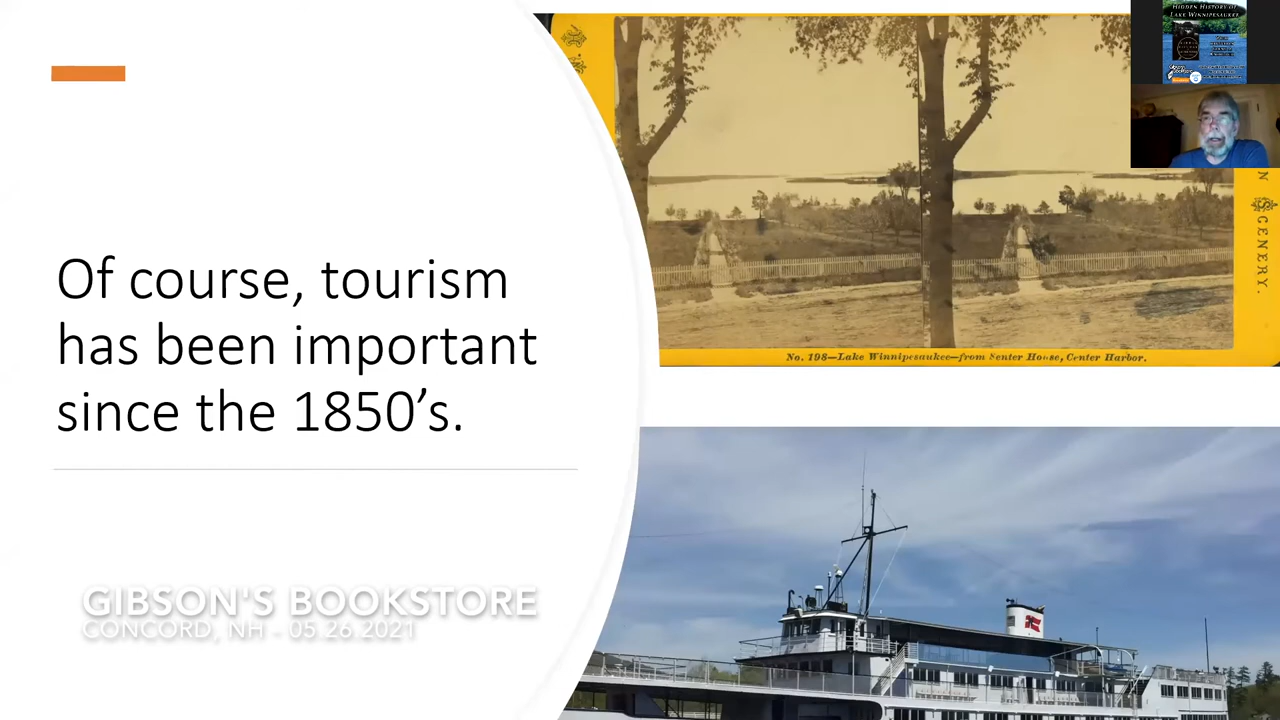 HIDDEN HISTORY OF
LAKE WINNIPESAUKEE
Of course, tourism
has been important
since the 1850’s.
No. 198—Lake Winnipesaukee—from Senter House, Center Harbor.
SCENERY.
GIBSON'S BOOKSTORE
CONCORD, NH - 05.26.2021